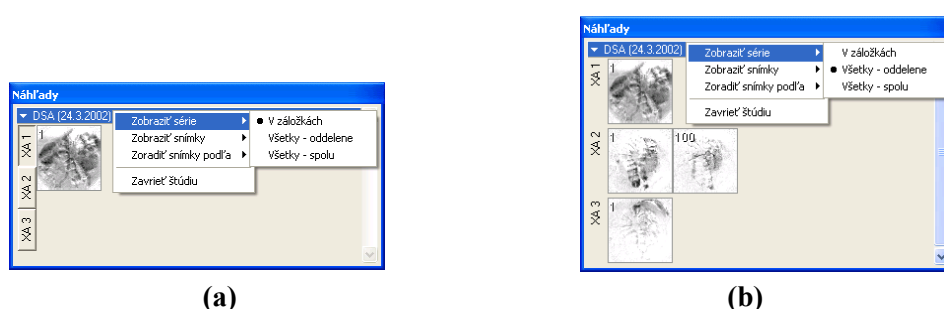 Náhľady
DSA (24.3.2002)
Zobraziť série
Zobraziť snímky
Zoradiť snímky podľa
Zavrieť štúdiu
V záložkách
Všetky - oddelene
Všetky - spolu
XA 1
XA 2
XA 3
1
(a)
Náhľady
DSA (24.3.2002)
Zobraziť série
Zobraziť snímky
Zoradiť snímky podľa
Zavrieť štúdiu
V záložkách
Všetky - oddelene
Všetky - spolu
XA 1
1
XA 2
1
100
XA 3
1
(b)